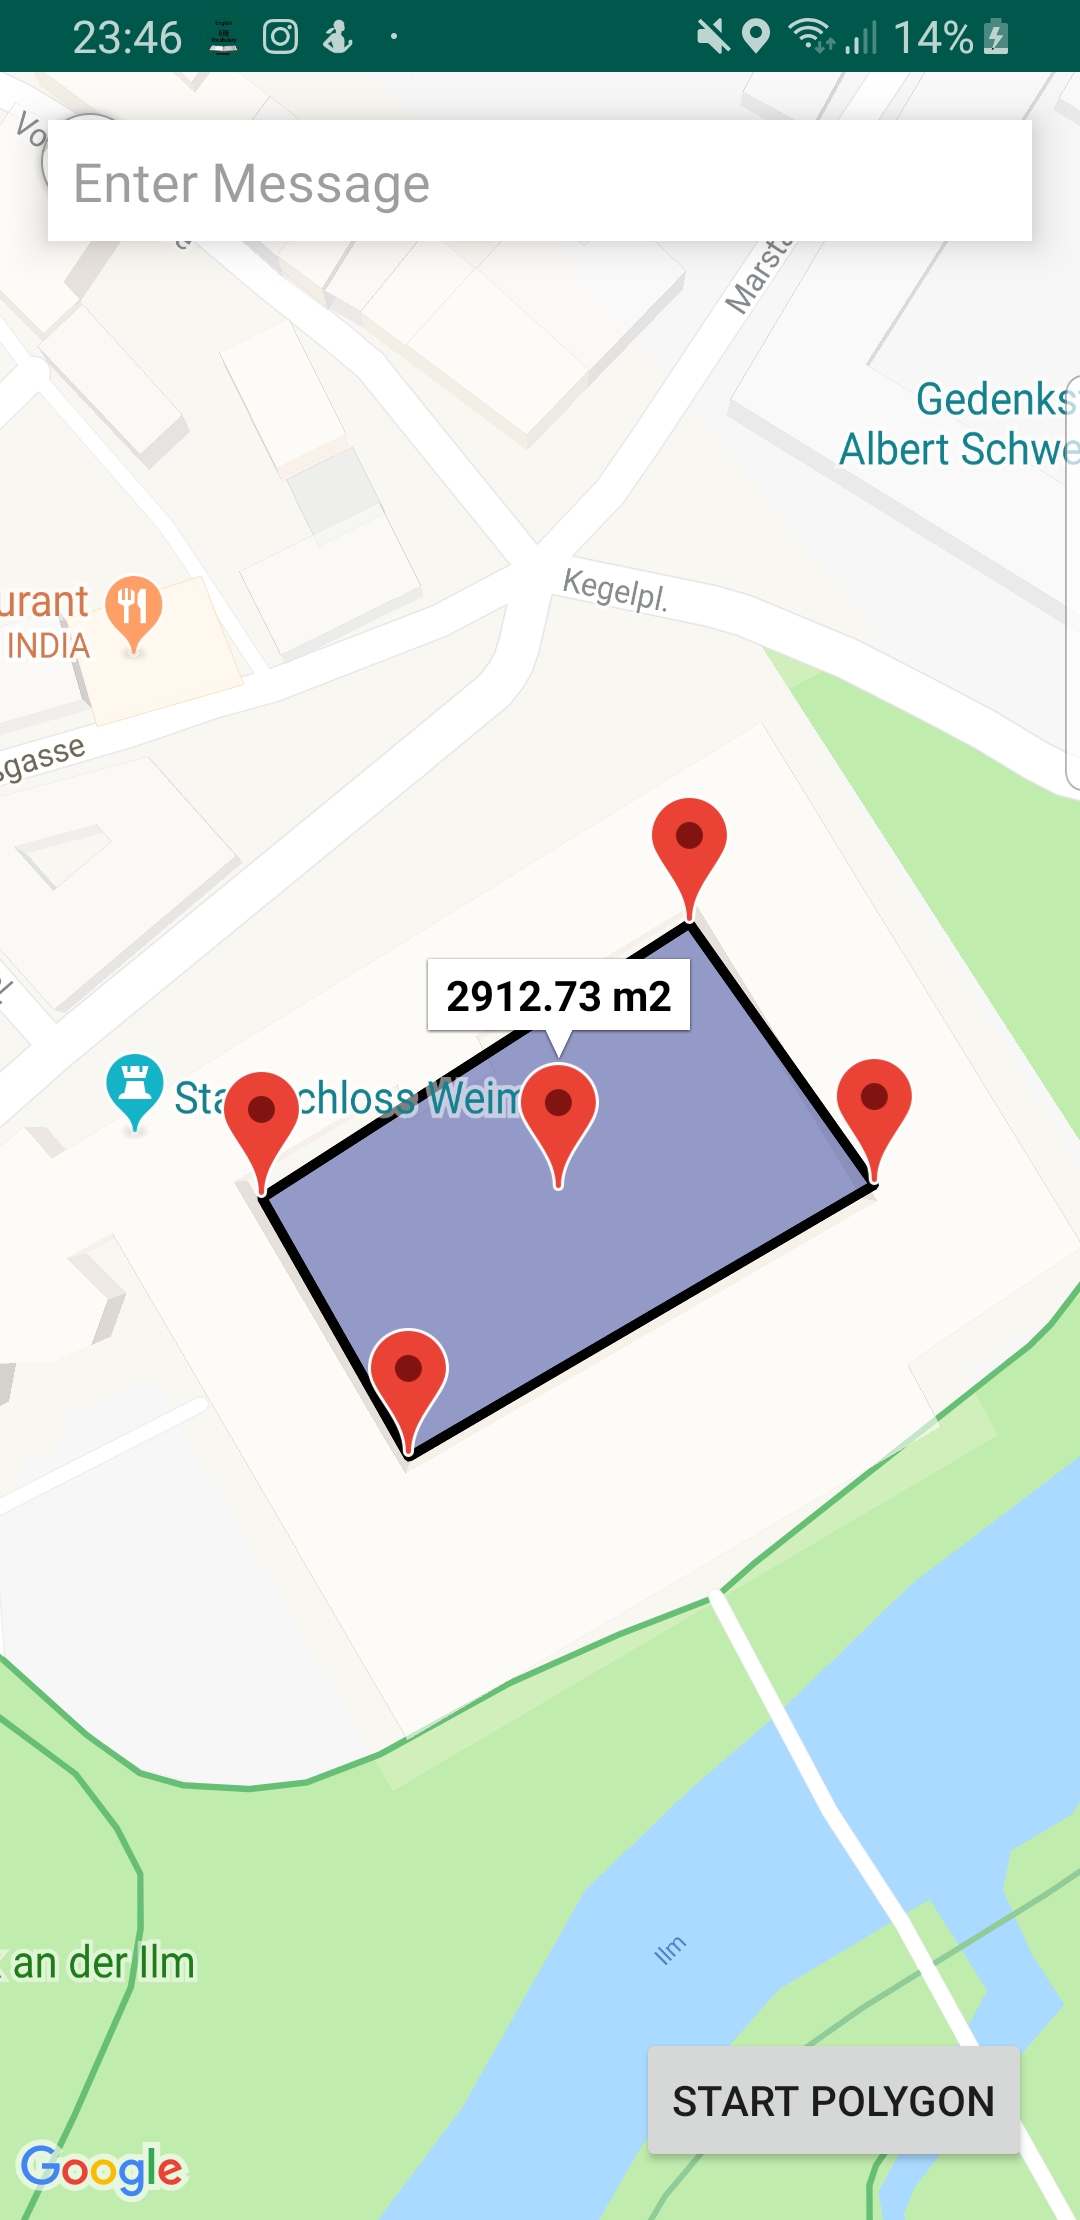 23:46
14%
Vo
Enter Message
Marsta
Gedenks
Albert Schwe
Kegelpl.
urant
INDIA
gasse
2912.73 m2
Sta chloss Weim
an der Ilm
Ilm
START POLYGON
Google